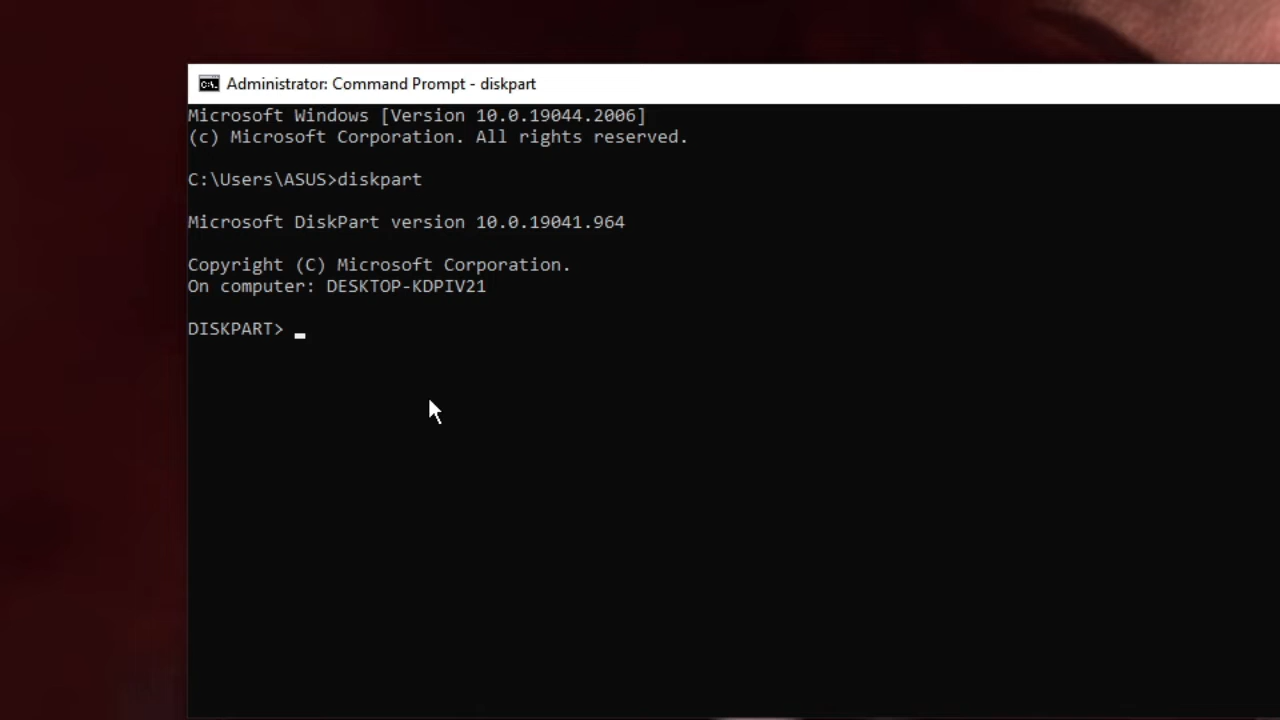 Administrator: Command Prompt - diskpart
Microsoft Windows [Version 10.0.19044.2006]
(c) Microsoft Corporation. All rights reserved.
C:\Users\ASUS>diskpart
Microsoft DiskPart version 10.0.19041.964
Copyright (C) Microsoft Corporation.
On computer: DESKTOP-KDPIV21
DISKPART>